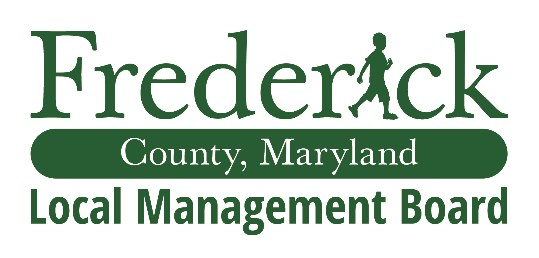 Frederick
County, Maryland
Local Management Board